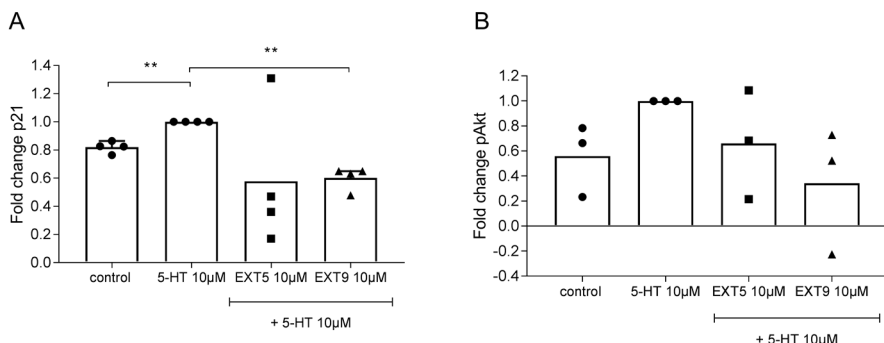 A
B
** **
Fold change p21
1.4
1.2
1.0
0.8
0.6
0.4
0.2
0.0
control 5-HT 10µM EXT5 10µM EXT9 10µM
+ 5-HT 10µM
Fold change pAkt
1.2
1.0
0.8
0.6
0.4
0.2
0.0
-0.2
-0.4
control 5-HT 10µM EXT5 10µM EXT9 10µM
+ 5-HT 10µM